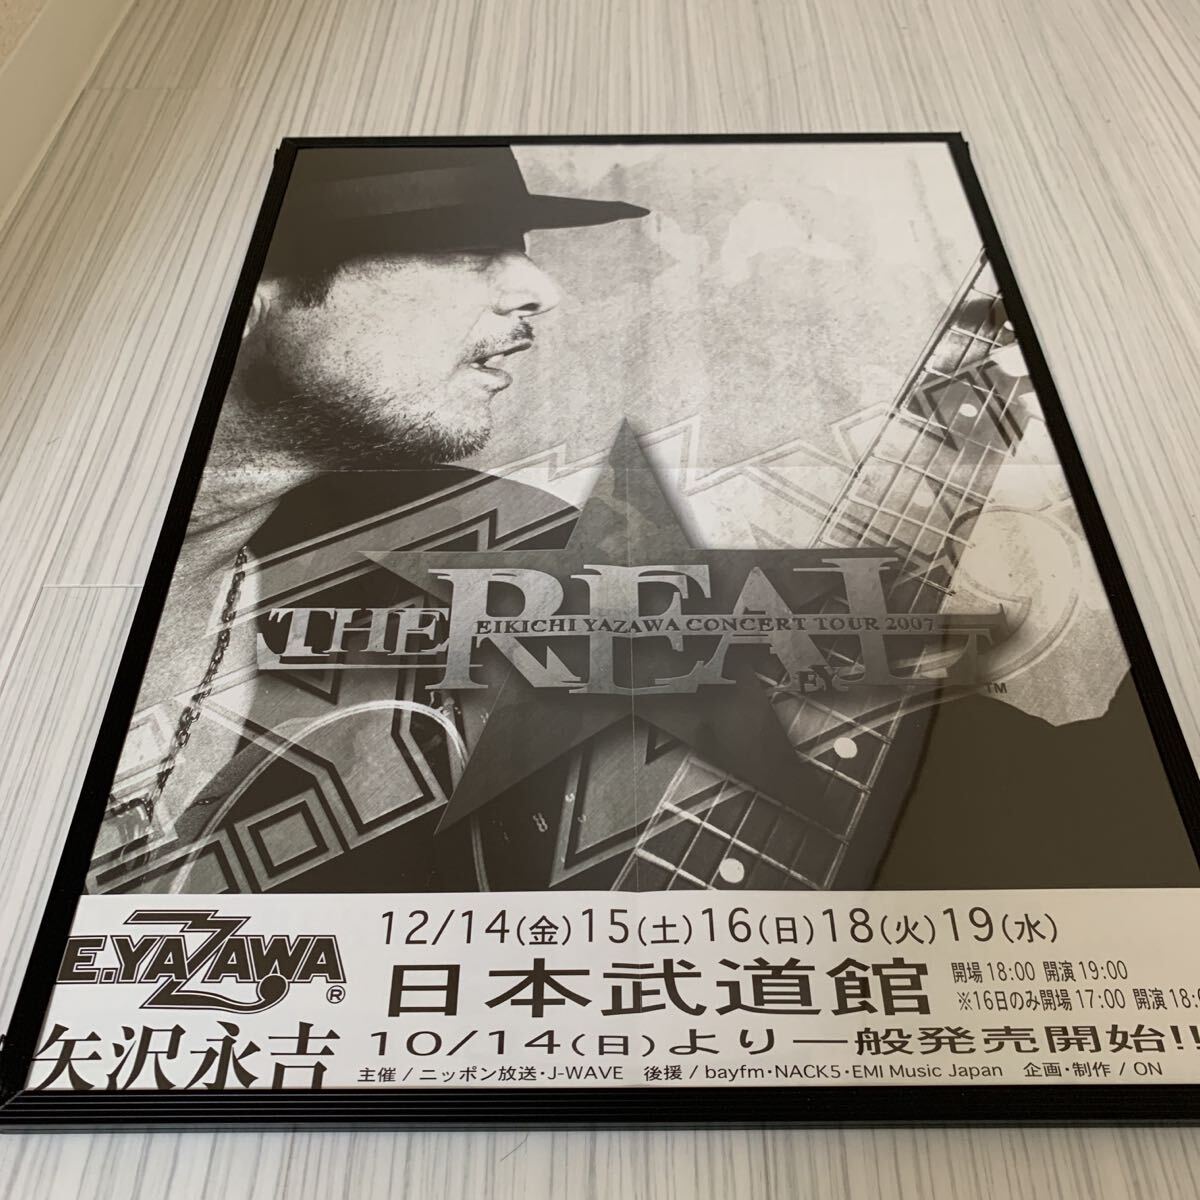 THE REAL
EIKICHI YAZAWA CONCERT TOUR 2007
EY TM
E.YAZAWA ®
矢沢永吉
12/14(金)15(土)16(日)18(火)19(水)
日本武道館
開場 18:00 開演 19:00
※16日のみ開場 17:00 開演
10/14(日)より一般発売開始!!
主催 / ニッポン放送・J-WAVE 後援 / bayfm・NACK5・EMI Music Japan 企画・制作 / ON